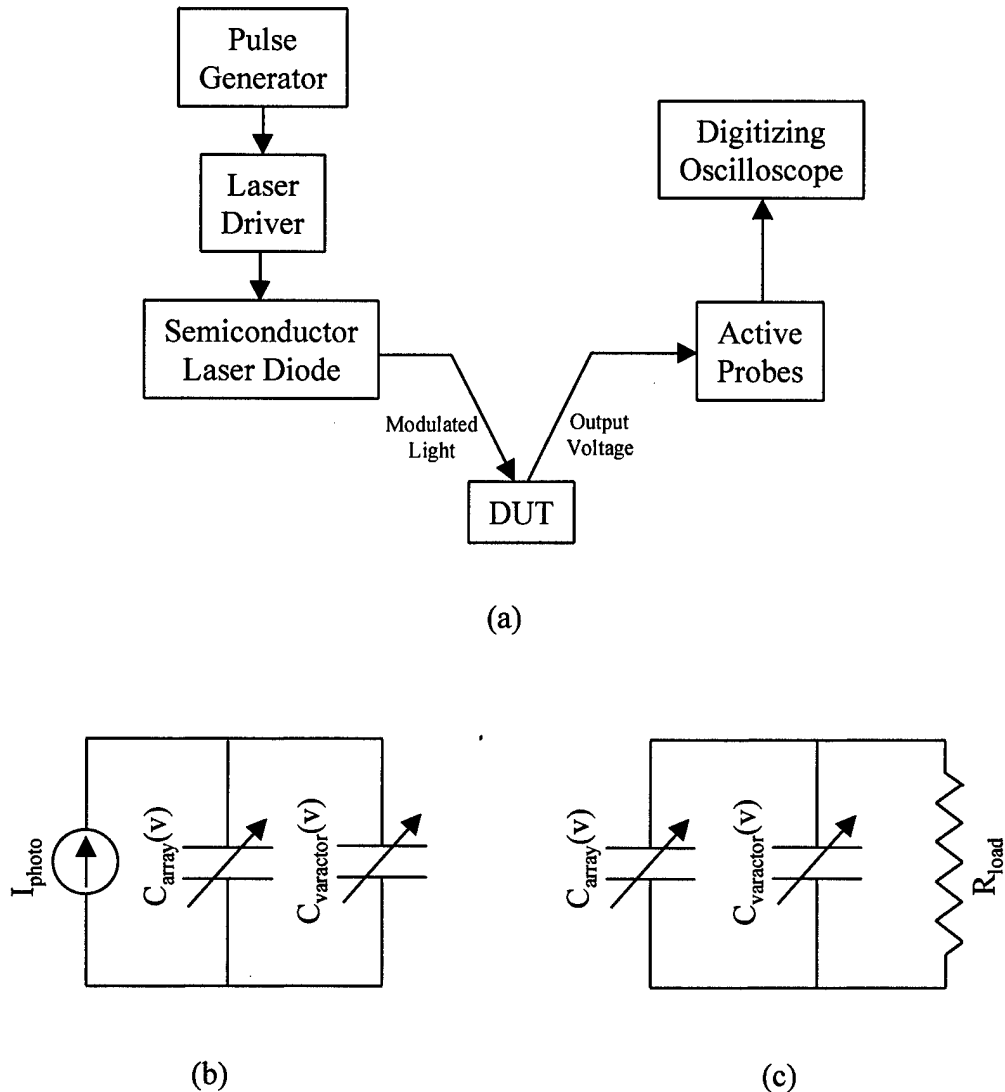 Pulse
Generator
Laser
Driver
Semiconductor
Laser Diode
Modulated
Light
DUT
Output
Voltage
Active
Probes
Digitizing
Oscilloscope
(a)
I_photo
C_array(v)
C_varactor(v)
(b)
C_array(v)
C_varactor(v)
R_load
(c)